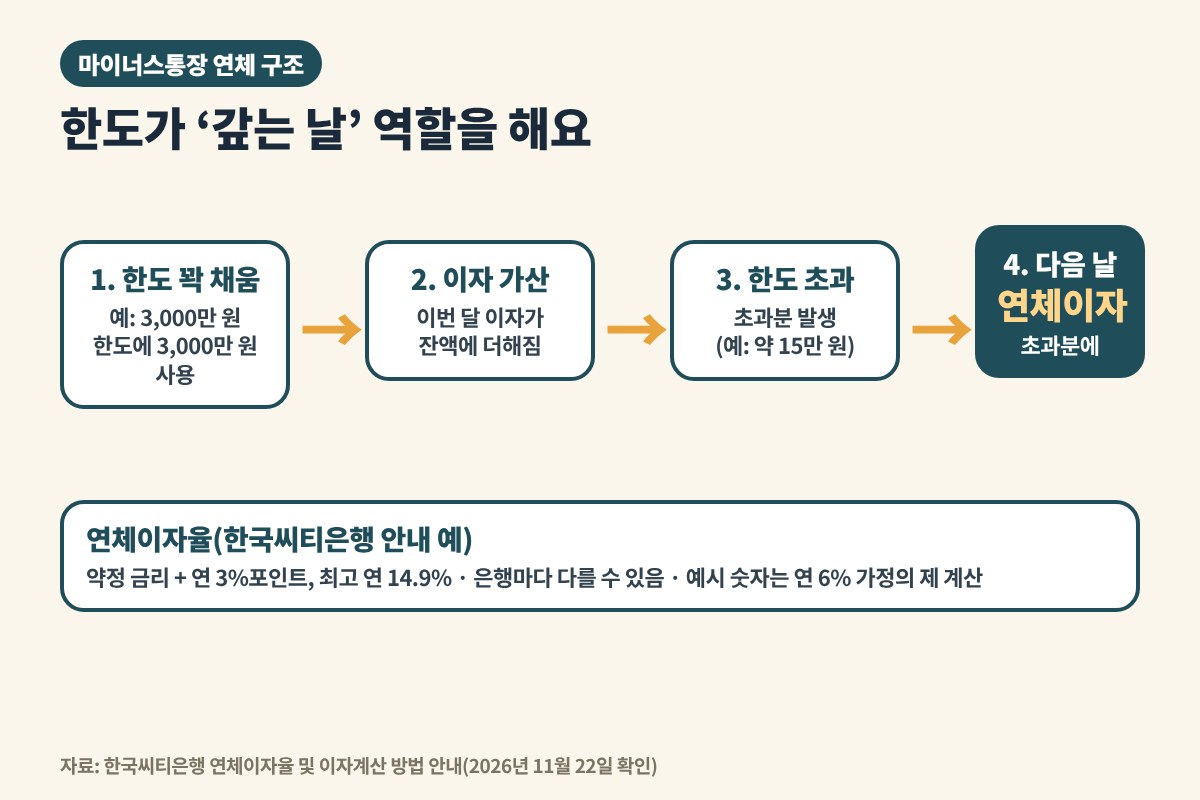 마이너스통장 연체 구조
한도가 ‘갚는 날’ 역할을 해요
1. 한도 꽉 채움
예: 3,000만 원
한도에 3,000만 원
사용
2. 이자 가산
이번 달 이자가
잔액에 더해짐
3. 한도 초과
초과분 발생
(예: 약 15만 원)
4. 다음 날
연체이자
초과분에
연체이자율(한국씨티은행 안내 예)
약정 금리 + 연 3%포인트, 최고 연 14.9% · 은행마다 다를 수 있음 · 예시 숫자는 연 6% 가정의 제 계산
자료: 한국씨티은행 연체이자율 및 이자계산 방법 안내(2026년 11월 22일 확인)